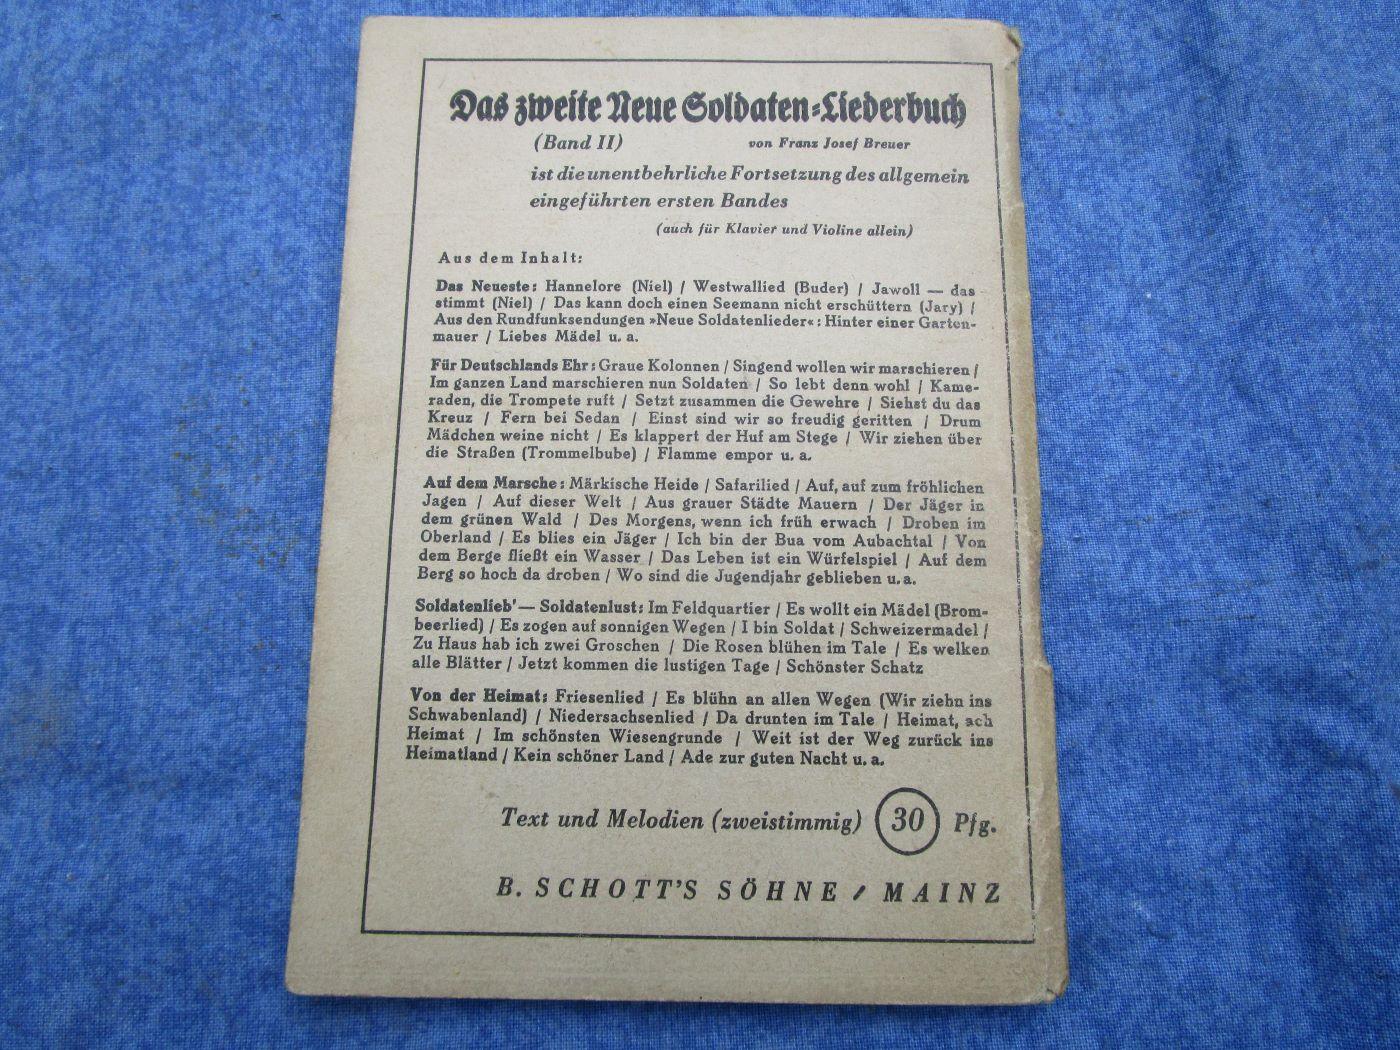 Das zweite Neue Soldaten-Liederbuch
(Band II) von Franz Josef Breuer
ist die unentbehrliche Fortsetzung des allgemein
eingeführten ersten Bandes
(auch für Klavier und Violine allein)
Aus dem Inhalt:
Das Neueste: Hannelore (Niel) / Westwallied (Buder) / Jawoll — das
stimmt (Niel) / Das kann doch einen Seemann nicht erschüttern (Jary) /
Aus den Rundfunksendungen »Neue Soldatenlieder«: Hinter einer Garten-
mauer / Liebes Mädel u. a.
Für Deutschlands Ehr: Graue Kolonnen / Singend wollen wir marschieren /
Im ganzen Land marschieren nun Soldaten / So lebt denn wohl / Kame-
raden, die Trompete ruft / Setzt zusammen die Gewehre / Siehst du das
Kreuz / Fern bei Sedan / Einst sind wir so freudig geritten / Drum
Mädchen weine nicht / Es klappert der Huf am Stege / Wir ziehen über
die Straßen (Trommelbube) / Flamme empor u. a.
Auf dem Marsche: Märkische Heide / Safarilied / Auf, auf zum fröhlichen
Jagen / Auf dieser Welt / Aus grauer Städte Mauern / Der Jäger in
dem grünen Wald / Des Morgens, wenn ich früh erwach / Droben im
Oberland / Es blies ein Jäger / Ich bin der Bua vom Aubachtal / Von
dem Berge fließt ein Wasser / Das Leben ist ein Würfelspiel / Auf dem
Berg so hoch da droben / Wo sind die Jugendjahr geblieben u. a.
Soldatenlieb' — Soldatenlust: Im Feldquartier / Es wollt ein Mädel (Brom-
beerlied) / Es zogen auf sonnigen Wegen / I bin Soldat / Schweizermadel /
Zu Haus hab ich zwei Groschen / Die Rosen blühen im Tale / Es welken
alle Blätter / Jetzt kommen die lustigen Tage / Schönster Schatz
Von der Heimat: Friesenlied / Es blühn an allen Wegen (Wir ziehn ins
Schwabenland) / Niedersachsenlied / Da drunten im Tale / Heimat, ach
Heimat / Im schönsten Wiesengrunde / Weit ist der Weg zurück ins
Heimatland / Kein schöner Land / Ade zur guten Nacht u. a.
Text und Melodien (zweistimmig) 30 Pfg.
B. SCHOTT'S SÖHNE / MAINZ